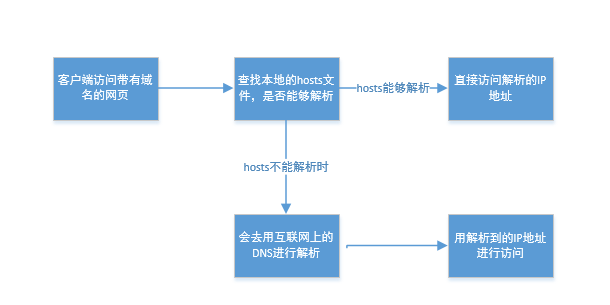 客户端访问带有域
名的网页
查找本地的hosts文
件，是否能够解析
hosts能够解析
直接访问解析的IP
地址
hosts不能解析时
会去用互联网上的
DNS进行解析
用解析到的IP地址
进行访问